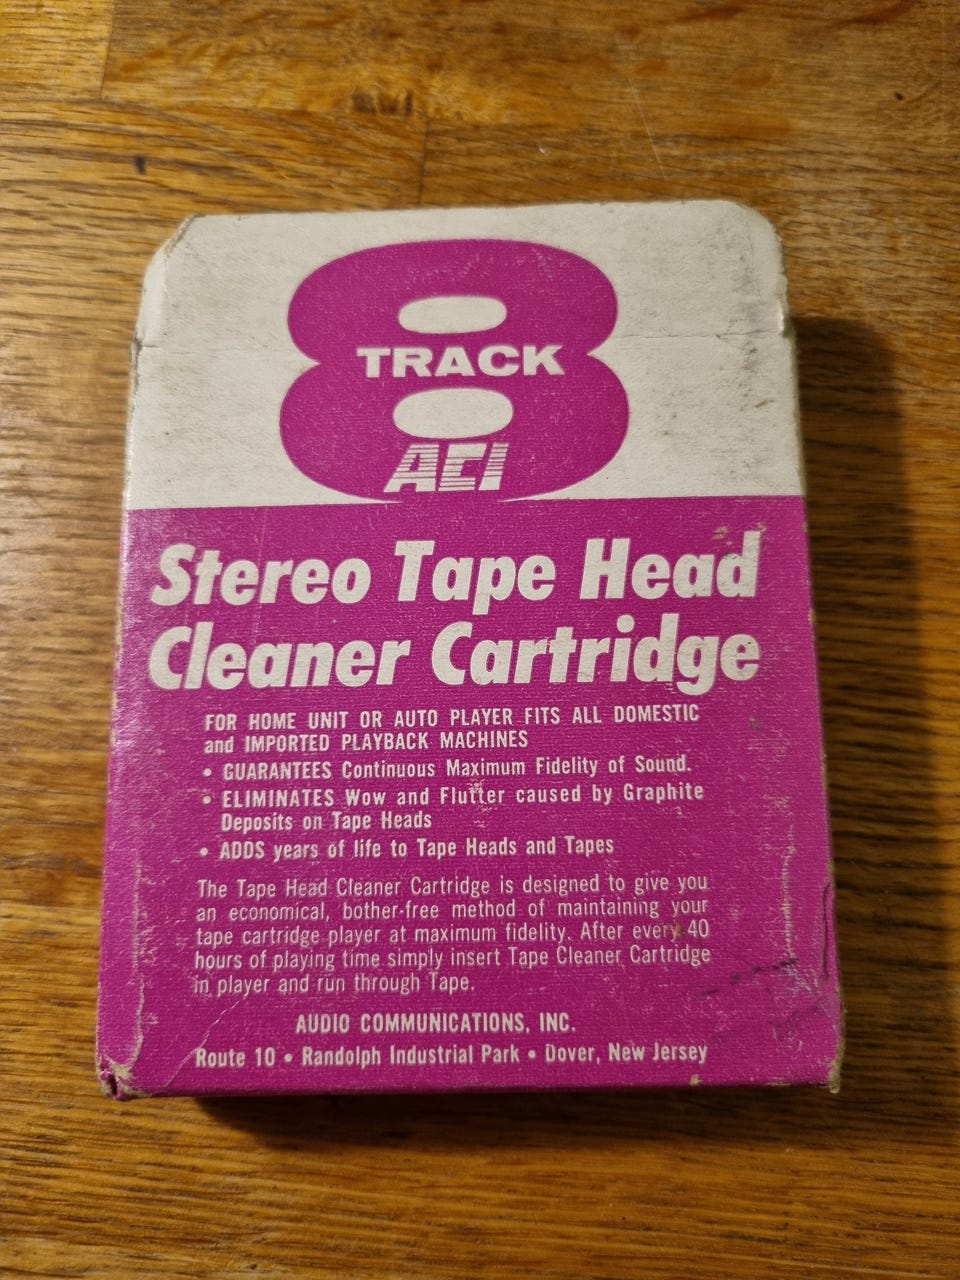 8
TRACK
ACI
Stereo Tape Head
Cleaner Cartridge
FOR HOME UNIT OR AUTO PLAYER FITS ALL DOMESTIC
and IMPORTED PLAYBACK MACHINES
• GUARANTEES Continuous Maximum Fidelity of Sound.
• ELIMINATES Wow and Flutter caused by Graphite
Deposits on Tape Heads
• ADDS years of life to Tape Heads and Tapes
The Tape Head Cleaner Cartridge is designed to give you
an economical, bother-free method of maintaining your
tape cartridge player at maximum fidelity. After every 40
hours of playing time simply insert Tape Cleaner Cartridge
in player and run through Tape.
AUDIO COMMUNICATIONS, INC.
Route 10 • Randolph Industrial Park • Dover, New Jersey